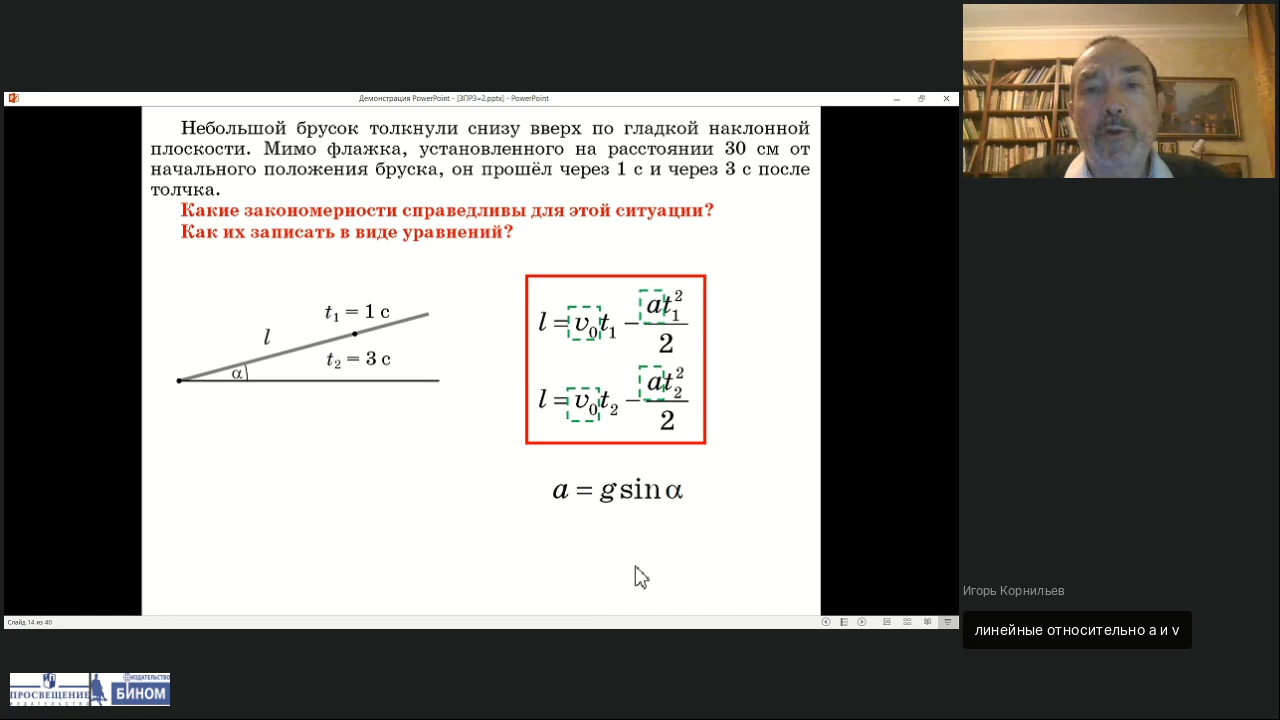 Демонстрация PowerPoint - [ЗПРЗ=2.pptx] - PowerPoint
Небольшой брусок толкнули снизу вверх по гладкой наклонной
плоскости. Мимо флажка, установленного на расстоянии 30 см от
начального положения бруска, он прошёл через 1 с и через 3 с после
толчка.
Какие закономерности справедливы для этой ситуации?
Как их записать в виде уравнений?
t₁ = 1 с
l
t₂ = 3 с
α
l = v₀t₁ − at₁²/2
l = v₀t₂ − at₂²/2
a = g sin α
Слайд 14 из 40
Игорь Корнильев
линейные относительно a и v
ПРОСВЕЩЕНИЕ
ИЗДАТЕЛЬСТВО
ИЗДАТЕЛЬСТВО
БИНОМ